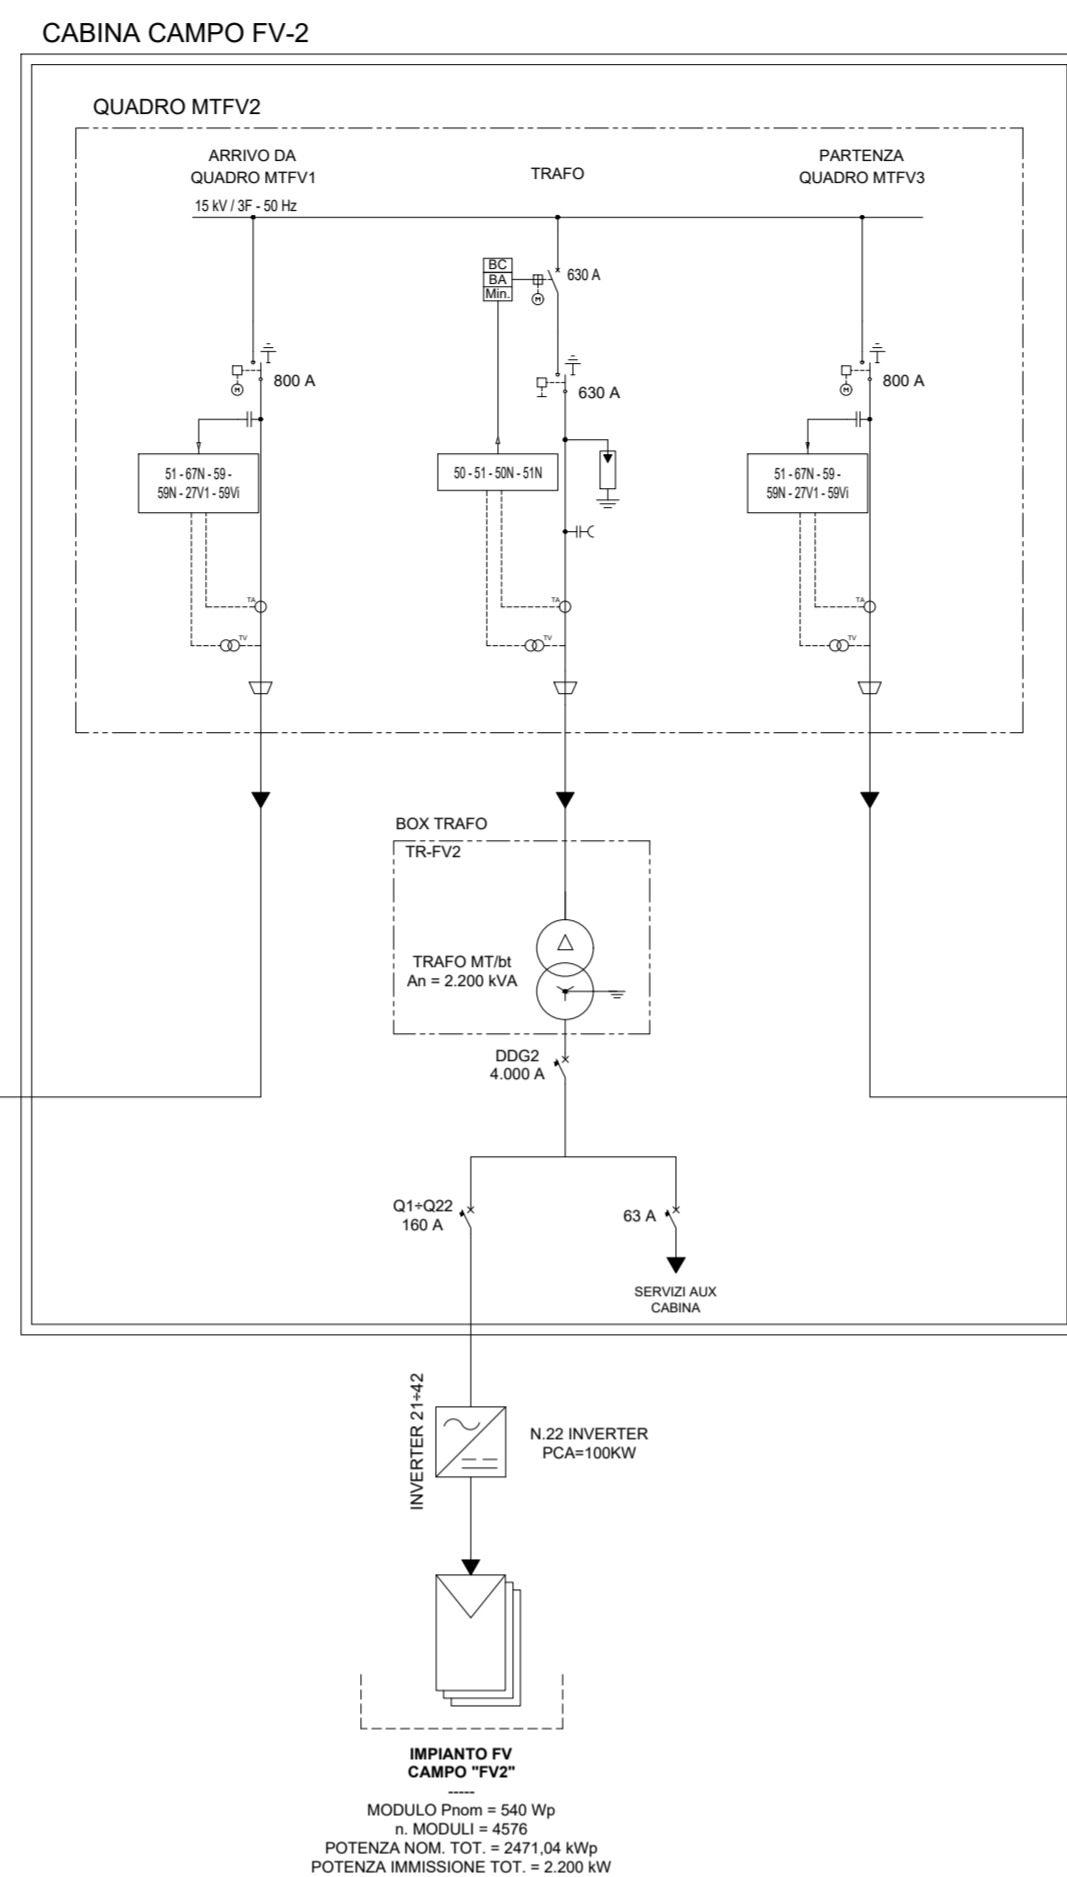 CABINA CAMPO FV-2
QUADRO MTFV2
ARRIVO DA
QUADRO MTFV1
TRAFO
PARTENZA
QUADRO MTFV3
15 kV / 3F - 50 Hz
BC
BA
Min.
M
630 A
M
800 A
630 A
M
800 A
51 - 67N - 59 -
59N - 27V1 - 59Vi
50 - 51 - 50N - 51N
51 - 67N - 59 -
59N - 27V1 - 59Vi
TA
TA
TA
TV
TV
TV
BOX TRAFO
TR-FV2
TRAFO MT/bt
An = 2.200 kVA
DDG2
4.000 A
Q1÷Q22
160 A
63 A
SERVIZI AUX
CABINA
INVERTER 21÷42
N.22 INVERTER
PCA=100KW
IMPIANTO FV
CAMPO "FV2"
-----
MODULO Pnom = 540 Wp
n. MODULI = 4576
POTENZA NOM. TOT. = 2471,04 kWp
POTENZA IMMISSIONE TOT. = 2.200 kW